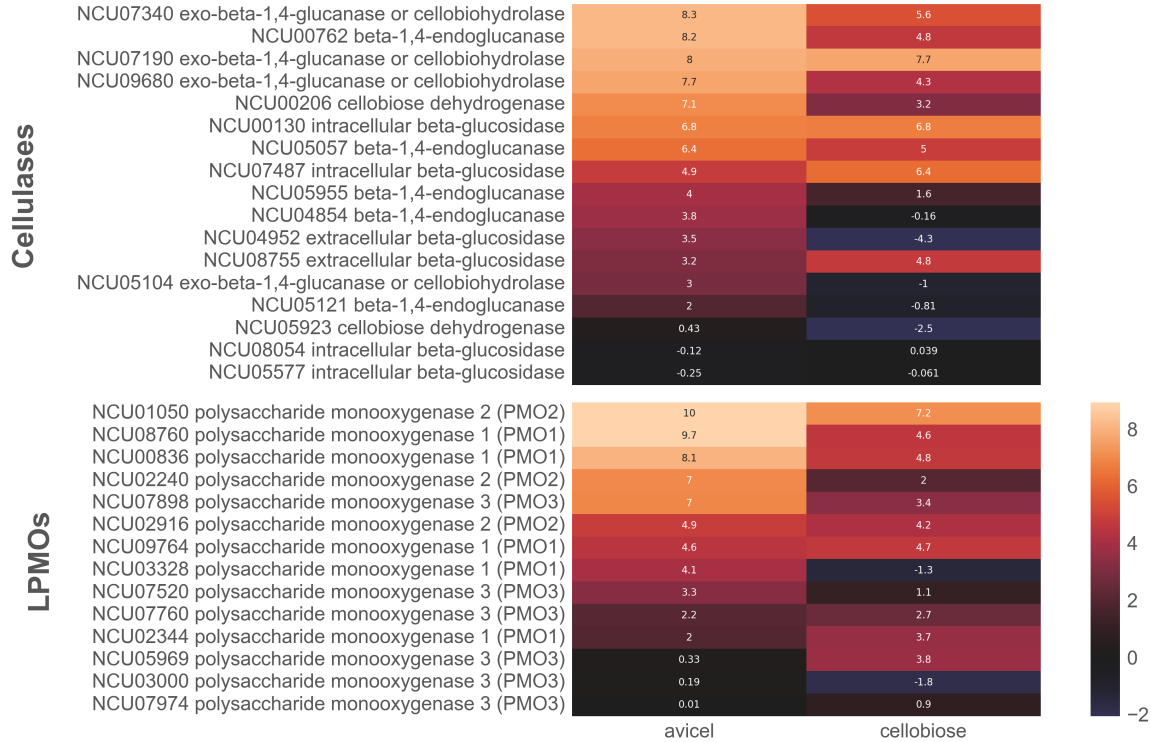 Cellulases
NCU07340 exo-beta-1,4-glucanase or cellobiohydrolase 8.3 5.6
NCU00762 beta-1,4-endoglucanase 8.2 4.8
NCU07190 exo-beta-1,4-glucanase or cellobiohydrolase 8 7.7
NCU09680 exo-beta-1,4-glucanase or cellobiohydrolase 7.7 4.3
NCU00206 cellobiose dehydrogenase 7.1 3.2
NCU00130 intracellular beta-glucosidase 6.8 6.8
NCU05057 beta-1,4-endoglucanase 6.4 5
NCU07487 intracellular beta-glucosidase 4.9 6.4
NCU05955 beta-1,4-endoglucanase 4 1.6
NCU04854 beta-1,4-endoglucanase 3.8 -0.16
NCU04952 extracellular beta-glucosidase 3.5 -4.3
NCU08755 extracellular beta-glucosidase 3.2 4.8
NCU05104 exo-beta-1,4-glucanase or cellobiohydrolase 3 -1
NCU05121 beta-1,4-endoglucanase 2 -0.81
NCU05923 cellobiose dehydrogenase 0.43 -2.5
NCU08054 intracellular beta-glucosidase -0.12 0.039
NCU05577 intracellular beta-glucosidase -0.25 -0.061
LPMOs
NCU01050 polysaccharide monooxygenase 2 (PMO2) 10 7.2
NCU08760 polysaccharide monooxygenase 1 (PMO1) 9.7 4.6
NCU00836 polysaccharide monooxygenase 1 (PMO1) 8.1 4.8
NCU02240 polysaccharide monooxygenase 2 (PMO2) 7 2
NCU07898 polysaccharide monooxygenase 3 (PMO3) 7 3.4
NCU02916 polysaccharide monooxygenase 2 (PMO2) 4.9 4.2
NCU09764 polysaccharide monooxygenase 1 (PMO1) 4.6 4.7
NCU03328 polysaccharide monooxygenase 1 (PMO1) 4.1 -1.3
NCU07520 polysaccharide monooxygenase 3 (PMO3) 3.3 1.1
NCU07760 polysaccharide monooxygenase 3 (PMO3) 2.2 2.7
NCU02344 polysaccharide monooxygenase 1 (PMO1) 2 3.7
NCU05969 polysaccharide monooxygenase 3 (PMO3) 0.33 3.8
NCU03000 polysaccharide monooxygenase 3 (PMO3) 0.19 -1.8
NCU07974 polysaccharide monooxygenase 3 (PMO3) 0.01 0.9
avicel cellobiose
8
6
4
2
0
−2